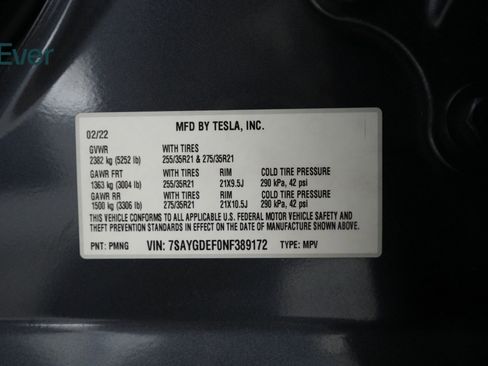 Ever
02/22 MFD BY TESLA, INC.
GVWR WITH TIRES
2382 kg (5252 lb) 255/35R21 & 275/35R21
GAWR FRT WITH TIRES RIM COLD TIRE PRESSURE
1363 kg (3004 lb) 255/35R21 21X9.5J 290 kPa, 42 psi
GAWR RR WITH TIRES RIM COLD TIRE PRESSURE
1500 kg (3306 lb) 275/35R21 21X10.5J 290 kPa, 42 psi
THIS VEHICLE CONFORMS TO ALL APPLICABLE U.S. FEDERAL MOTOR VEHICLE SAFETY AND
THEFT PREVENTION STANDARDS IN EFFECT ON THE DATE OF MANUFACTURE SHOWN ABOVE.
PNT: PMNG VIN: 7SAYGDEF0NF389172 TYPE: MPV